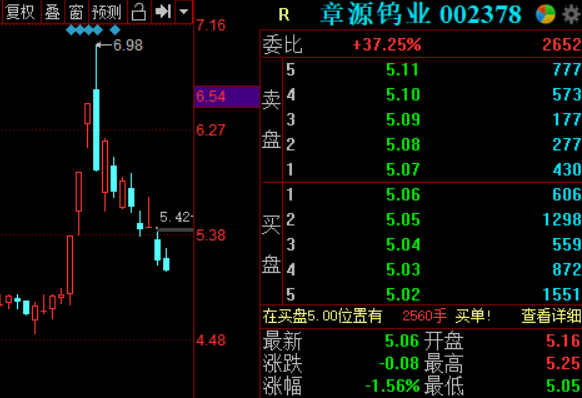 复权 叠 窗 预测
7.16
6.98
6.54
6.27
5.42
5.38
4.48
R 章源钨业 002378
委比 +37.25% 2652
卖盘
5 5.11 777
4 5.10 573
3 5.09 177
2 5.08 277
1 5.07 430
买盘
1 5.06 606
2 5.05 1298
3 5.04 559
4 5.03 872
5 5.02 1551
在买盘5.00位置有 2560手 买单! 查看详细
最新 5.06 开盘 5.16
涨跌 -0.08 最高 5.25
涨幅 -1.56% 最低 5.05